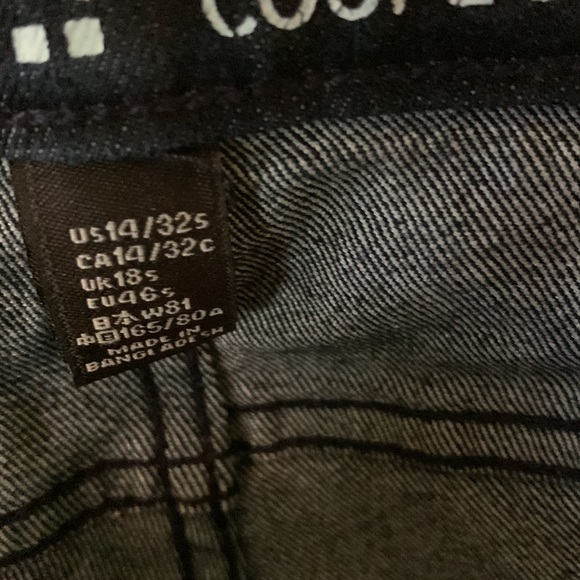 US14/32S
CA14/32C
UK18S
EU46S
日本W81
中国165/80A
MADE IN
BANGLADESH